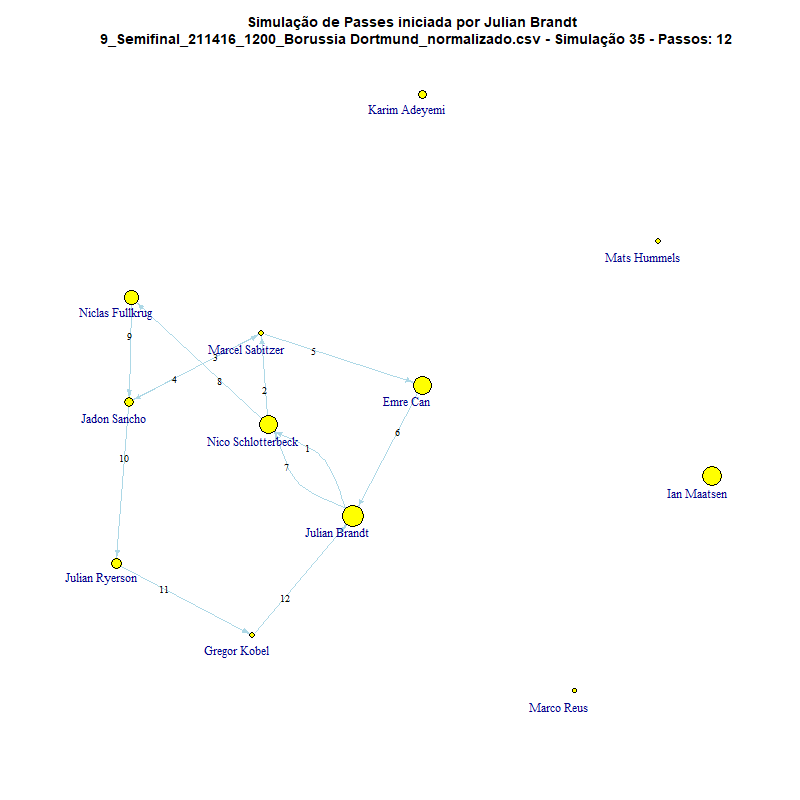 Simulação de Passes iniciada por Julian Brandt
9_Semifinal_211416_1200_Borussia Dortmund_normalizado.csv - Simulação 35 - Passos: 12
Karim Adeyemi
Mats Hummels
Niclas Fullkrug
9
Marcel Sabitzer
5
3
4
8
2
Emre Can
Jadon Sancho
6
Nico Schlotterbeck
1
10
7
Ian Maatsen
Julian Brandt
Julian Ryerson
11
12
Gregor Kobel
Marco Reus